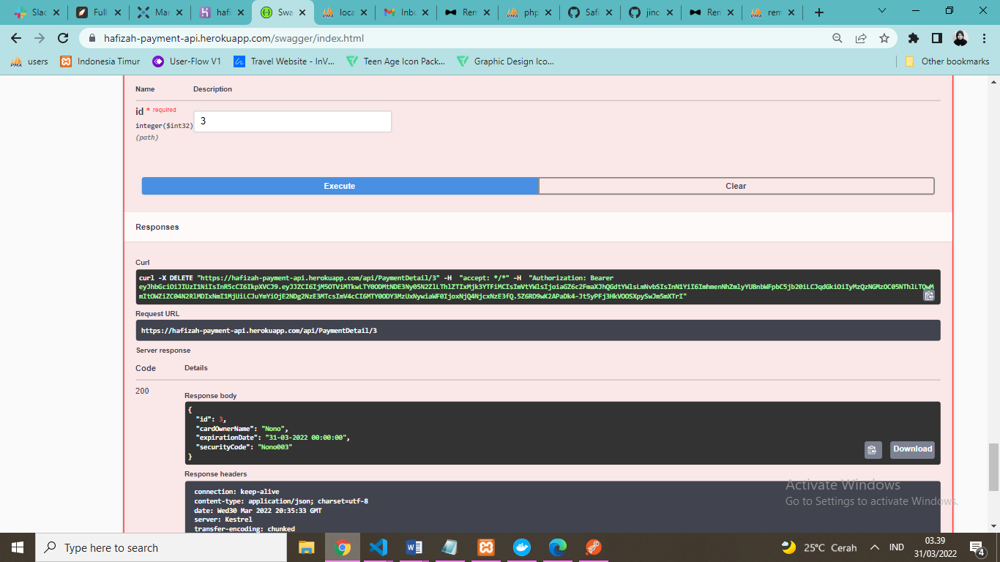 Slac
Full
Mar
hafi
Swa
loca
Inbo
Ren
php
Safi
jinc
Ren
rem
hafizah-payment-api.herokuapp.com/swagger/index.html
users
Indonesia Timur
User-Flow V1
Travel Website - InV...
Teen Age Icon Pack...
Graphic Design Ico...
Other bookmarks
Name Description
id * required
integer($int32)
(path)
3
Execute
Clear
Responses
Curl
curl -X DELETE "https://hafizah-payment-api.herokuapp.com/api/PaymentDetail/3" -H "accept: */*" -H "Authorization: Bearer
Request URL
https://hafizah-payment-api.herokuapp.com/api/PaymentDetail/3
Server response
Code Details
200
Response body
{
"id": 3,
"cardOwnerName": "Nono",
"expirationDate": "31-03-2022 00:00:00",
"securityCode": "Nono003"
}
Download
Response headers
connection: keep-alive
content-type: application/json; charset=utf-8
date: Wed30 Mar 2022 20:35:33 GMT
server: Kestrel
transfer-encoding: chunked
Activate Windows
Go to Settings to activate Windows.
Type here to search
25°C Cerah
IND
03.39
31/03/2022
4